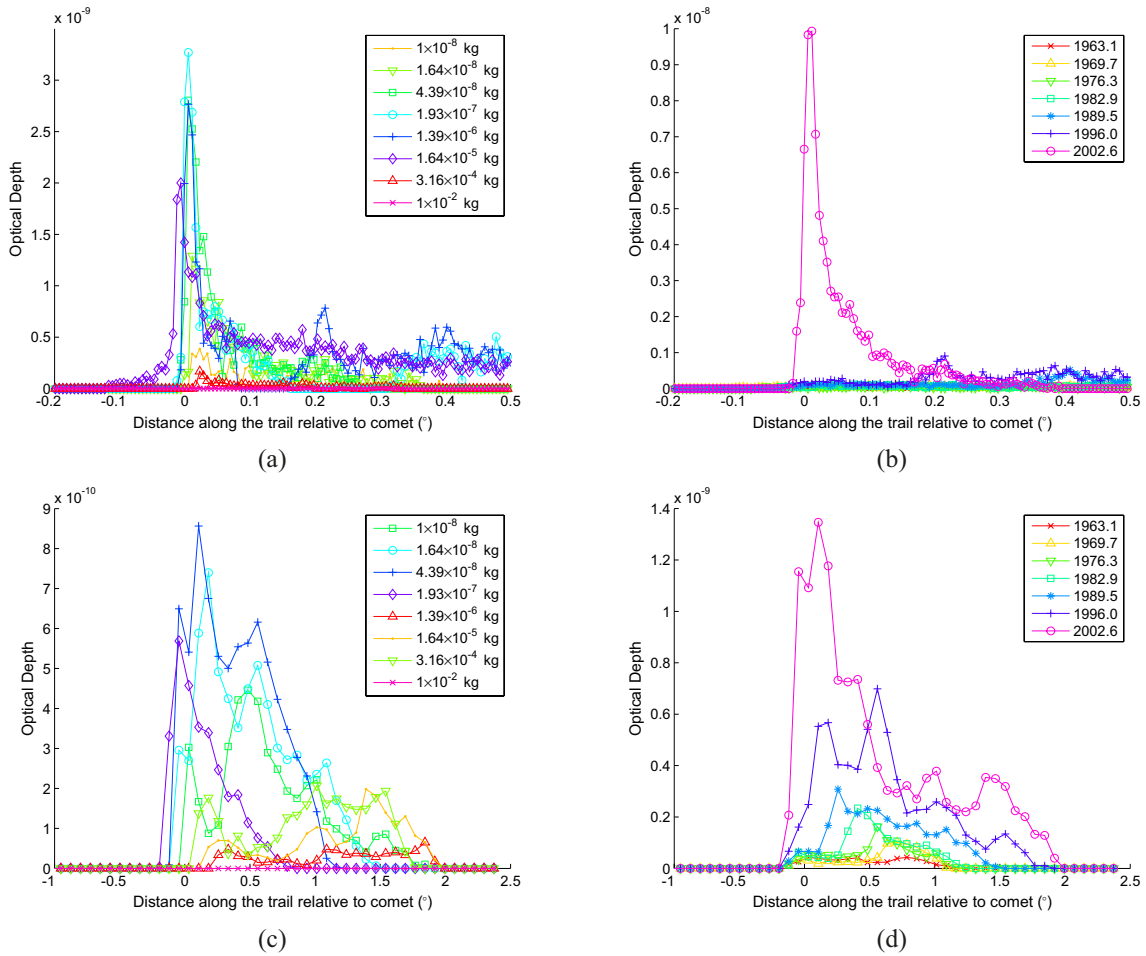 x 10⁻⁹
3
2.5
2
1.5
1
0.5
0
Optical Depth
-0.2 -0.1 0 0.1 0.2 0.3 0.4 0.5
Distance along the trail relative to comet (°)
1×10⁻⁸ kg
1.64×10⁻⁸ kg
4.39×10⁻⁸ kg
1.93×10⁻⁷ kg
1.39×10⁻⁶ kg
1.64×10⁻⁵ kg
3.16×10⁻⁴ kg
1×10⁻² kg
(a)
x 10⁻⁸
1
0.9
0.8
0.7
0.6
0.5
0.4
0.3
0.2
0.1
0
Optical Depth
-0.2 -0.1 0 0.1 0.2 0.3 0.4 0.5
Distance along the trail relative to comet (°)
1963.1
1969.7
1976.3
1982.9
1989.5
1996.0
2002.6
(b)
x 10⁻¹⁰
9
8
7
6
5
4
3
2
1
0
Optical Depth
-1 -0.5 0 0.5 1 1.5 2 2.5
Distance along the trail relative to comet (°)
1×10⁻⁸ kg
1.64×10⁻⁸ kg
4.39×10⁻⁸ kg
1.93×10⁻⁷ kg
1.39×10⁻⁶ kg
1.64×10⁻⁵ kg
3.16×10⁻⁴ kg
1×10⁻² kg
(c)
x 10⁻⁹
1.4
1.2
1
0.8
0.6
0.4
0.2
0
Optical Depth
-1 -0.5 0 0.5 1 1.5 2 2.5
Distance along the trail relative to comet (°)
1963.1
1969.7
1976.3
1982.9
1989.5
1996.0
2002.6
(d)